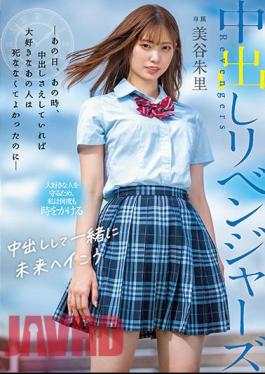 中出しリベンジャーズ
Revengers
専属
美谷朱里
―あの日、あの時、
中出しさえしていれば
大好きなあの人は
死ななくてよかったのに―
大好きな人を
守るため、
私は何度も
時をかける
中出しして一緒に
未来へイこう
JAVHD